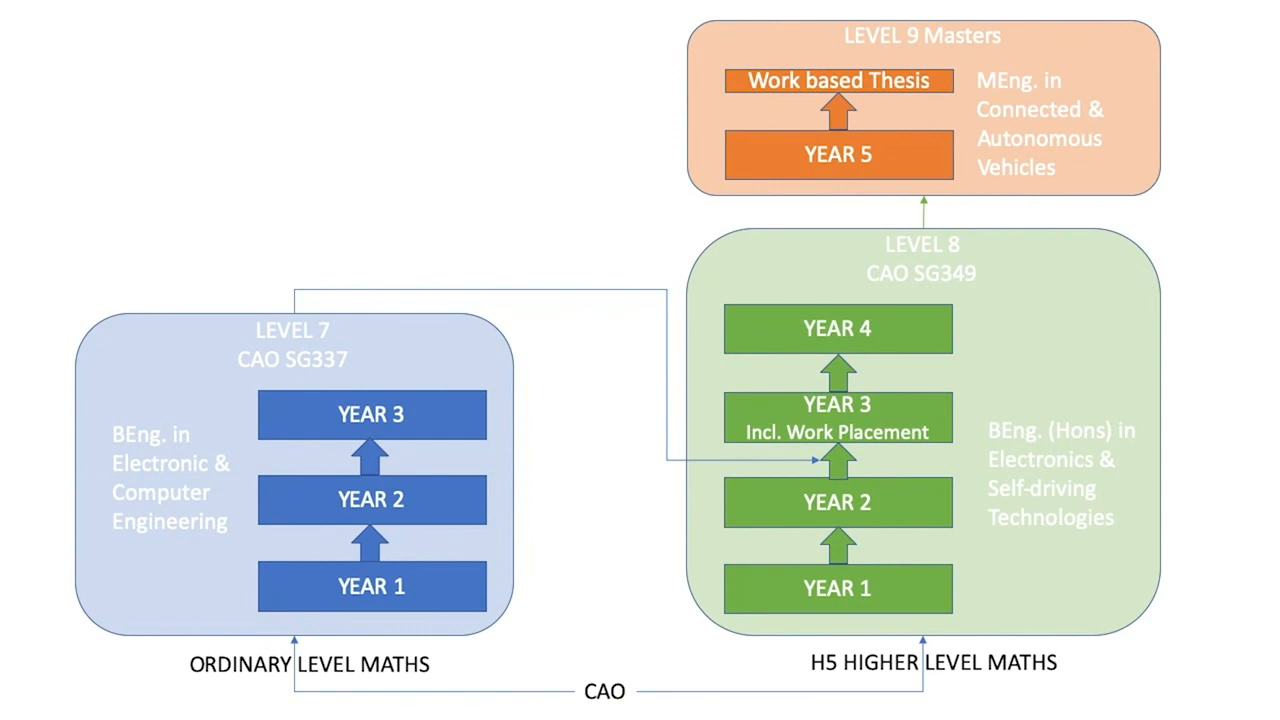 LEVEL 9 Masters
Work based Thesis
YEAR 5
MEng. in
Connected &
Autonomous
Vehicles
LEVEL 8
CAO SG349
YEAR 4
YEAR 3
Incl. Work Placement
YEAR 2
YEAR 1
BEng. (Hons) in
Electronics &
Self-driving
Technologies
LEVEL 7
CAO SG337
YEAR 3
YEAR 2
YEAR 1
BEng. in
Electronic &
Computer
Engineering
ORDINARY LEVEL MATHS
H5 HIGHER LEVEL MATHS
CAO